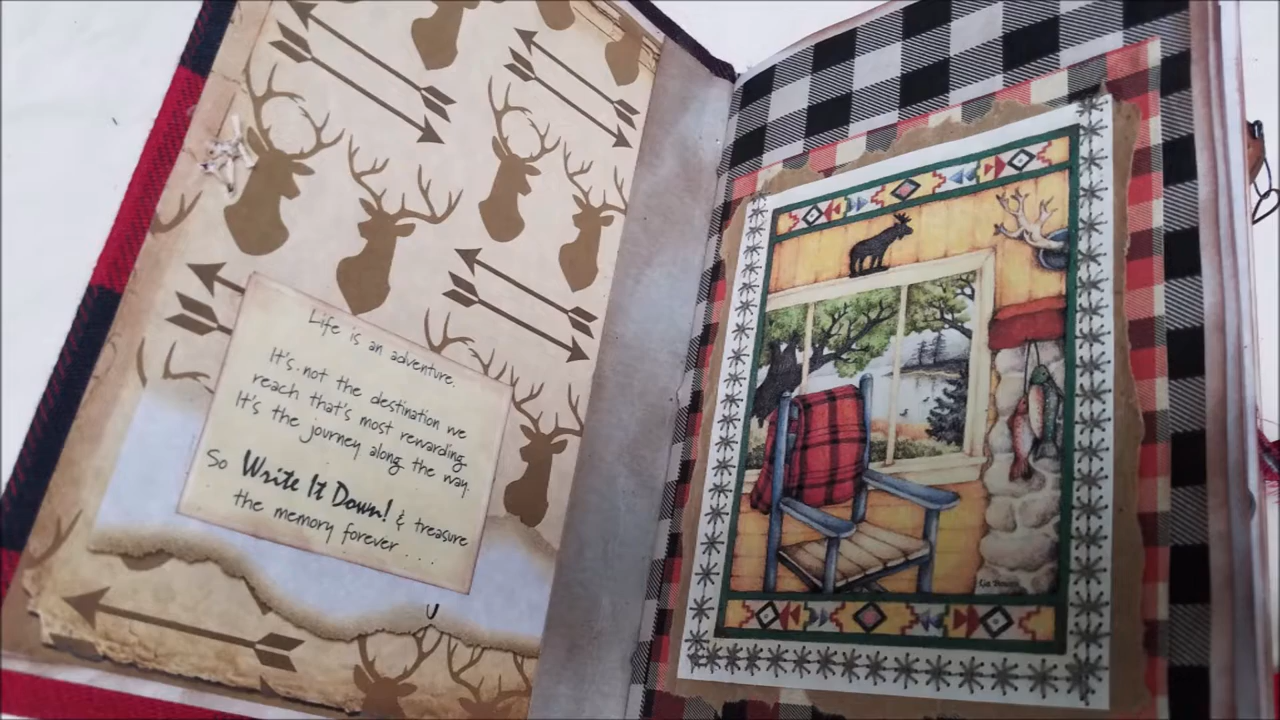 Life is an adventure.
It's not the destination we
reach that's most rewarding.
It's the journey along the way.
So Write It Down! & treasure
the memory forever . . .